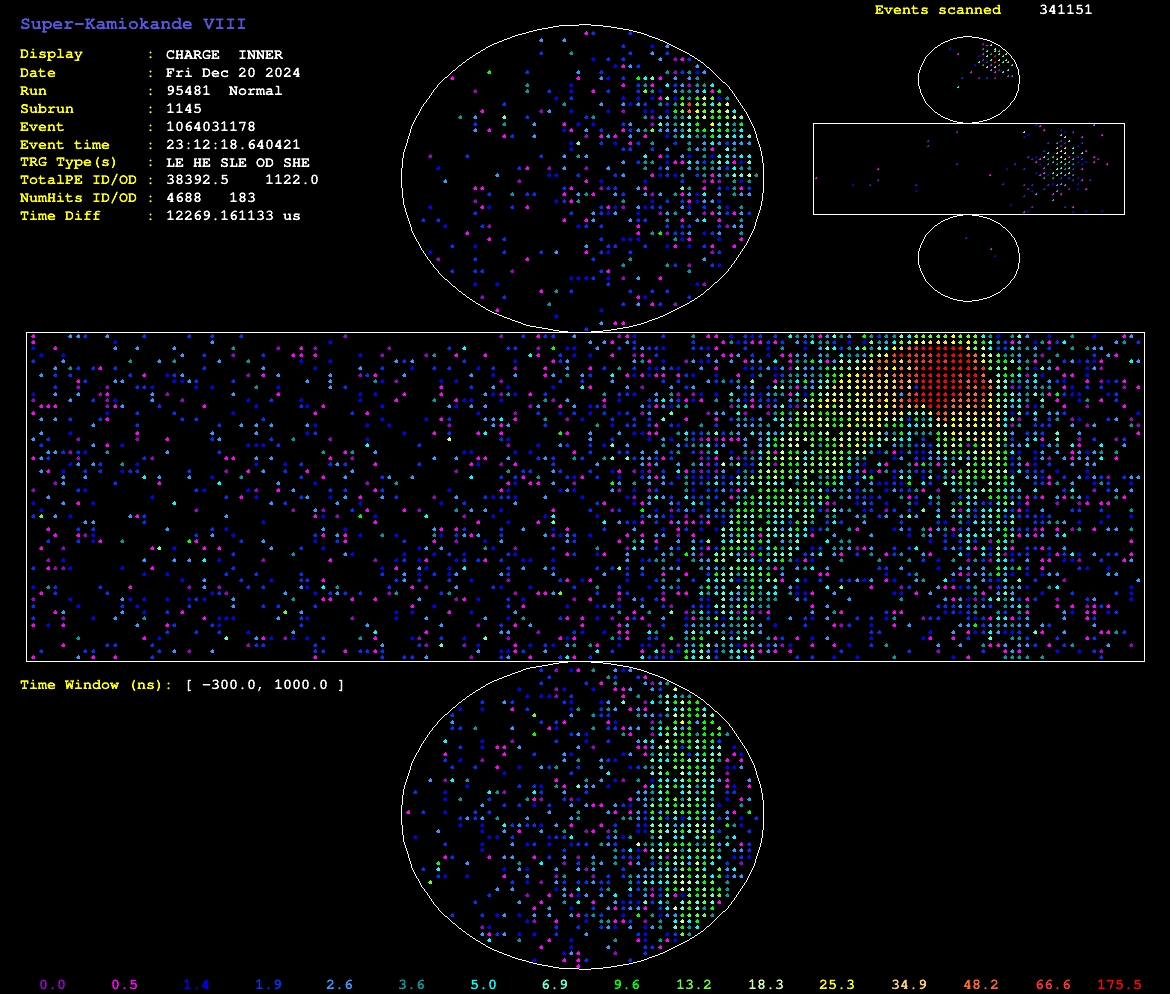 Super-Kamiokande VIII
Events scanned 341151
Display : CHARGE INNER
Date : Fri Dec 20 2024
Run : 95481 Normal
Subrun : 1145
Event : 1064031178
Event time : 23:12:18.640421
TRG Type(s) : LE HE SLE OD SHE
TotalPE ID/OD : 38392.5 1122.0
NumHits ID/OD : 4688 183
Time Diff : 12269.161133 us
Time Window (ns): [ −300.0, 1000.0 ]
0.0 0.5 1.4 1.9 2.6 3.6 5.0 6.9 9.6 13.2 18.3 25.3 34.9 48.2 66.6 175.5